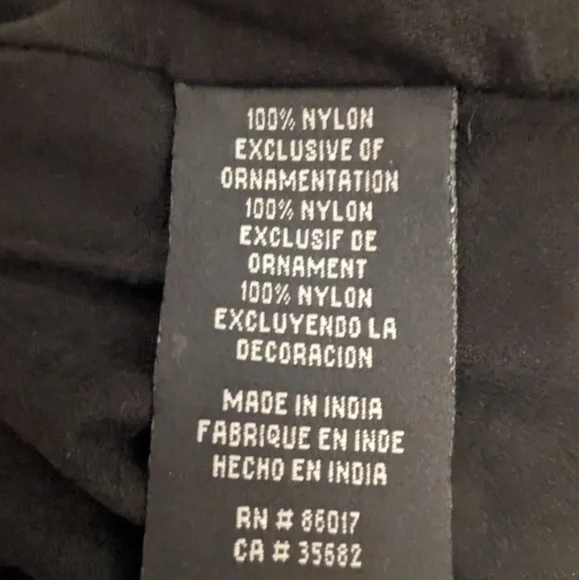 100% NYLON
EXCLUSIVE OF
ORNAMENTATION
100% NYLON
EXCLUSIF DE
ORNAMENT
100% NYLON
EXCLUYENDO LA
DECORACION
MADE IN INDIA
FABRIQUE EN INDE
HECHO EN INDIA
RN # 86017
CA # 35682